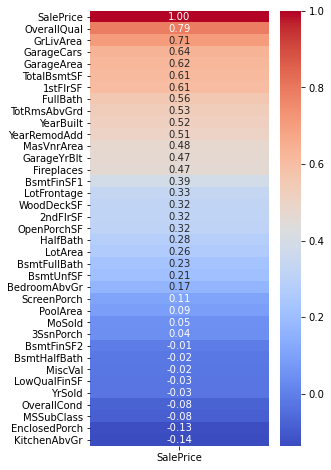 SalePrice 1.00
OverallQual 0.79
GrLivArea 0.71
GarageCars 0.64
GarageArea 0.62
TotalBsmtSF 0.61
1stFlrSF 0.61
FullBath 0.56
TotRmsAbvGrd 0.53
YearBuilt 0.52
YearRemodAdd 0.51
MasVnrArea 0.48
GarageYrBlt 0.47
Fireplaces 0.47
BsmtFinSF1 0.39
LotFrontage 0.33
WoodDeckSF 0.32
2ndFlrSF 0.32
OpenPorchSF 0.32
HalfBath 0.28
LotArea 0.26
BsmtFullBath 0.23
BsmtUnfSF 0.21
BedroomAbvGr 0.17
ScreenPorch 0.11
PoolArea 0.09
MoSold 0.05
3SsnPorch 0.04
BsmtFinSF2 -0.01
BsmtHalfBath -0.02
MiscVal -0.02
LowQualFinSF -0.03
YrSold -0.03
OverallCond -0.08
MSSubClass -0.08
EnclosedPorch -0.13
KitchenAbvGr -0.14
SalePrice
1.0
0.8
0.6
0.4
0.2
0.0